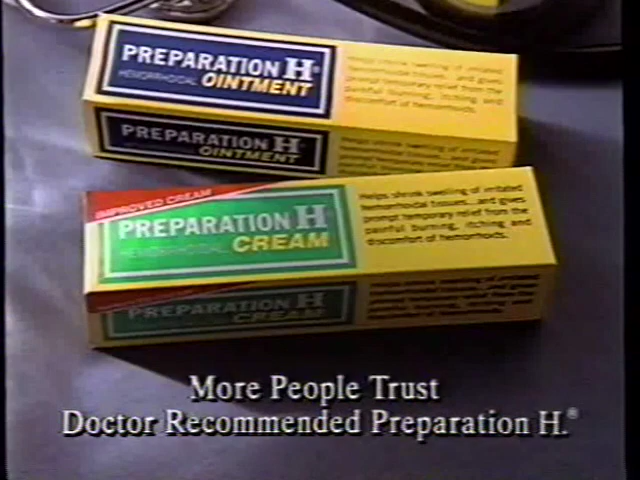 PREPARATION H®
HEMORRHOIDAL OINTMENT
Helps shrink swelling of irritated
hemorrhoidal tissues...and gives
prompt temporary relief from the
painful burning, itching and
discomfort of hemorrhoids.
PREPARATION H
OINTMENT
IMPROVED CREAM
PREPARATION H®
HEMORRHOIDAL CREAM
Helps shrink swelling of irritated
hemorrhoidal tissues...and gives
prompt temporary relief from the
painful burning, itching and
discomfort of hemorrhoids.
PREPARATION H
CREAM
More People Trust
Doctor Recommended Preparation H.®